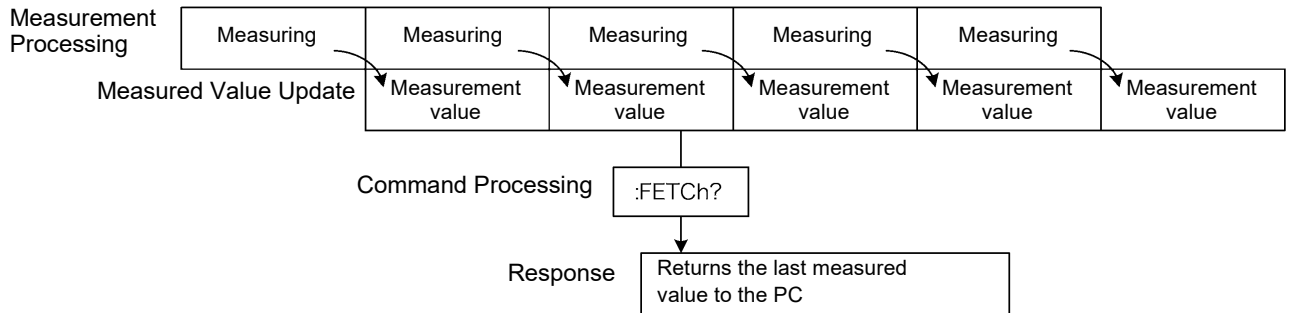 Measurement
Processing
Measuring Measuring Measuring Measuring Measuring
Measured Value Update
Measurement Measurement Measurement Measurement Measurement
value value value value value
Command Processing
:FETCh?
Response
Returns the last measured
value to the PC